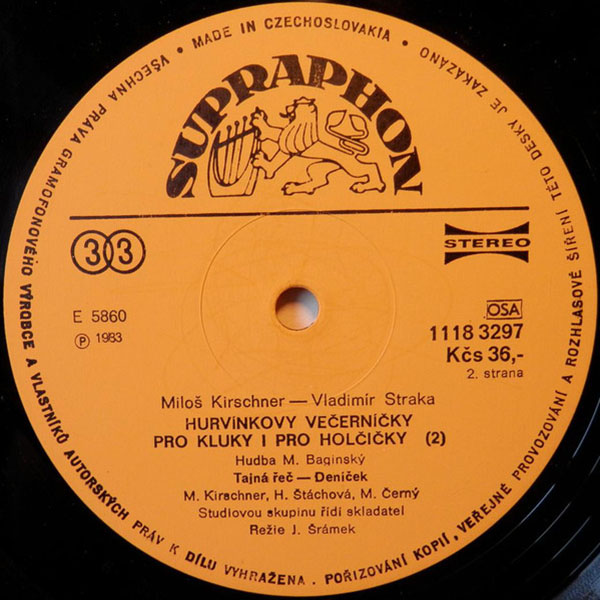 VŠECHNA PRÁVA GRAMOFONOVÉHO VÝROBCE A VLASTNÍKŮ AUTORSKÝCH PRÁV K DÍLU VYHRAŽENA . POŘIZOVÁNÍ KOPIÍ, VEŘEJNÉ PROVOZOVÁNÍ A ROZHLASOVÉ ŠÍŘENÍ TÉTO DESKY JE ZAKÁZÁNO
• MADE IN CZECHOSLOVAKIA •
SUPRAPHON
33
STEREO
E 5860
Ⓟ 1983
OSA
1118 3297
Kčs 36,-
2. strana
Miloš Kirschner — Vladimír Straka
HURVÍNKOVY VEČERNÍČKY
PRO KLUKY I PRO HOLČIČKY (2)
Hudba M. Baginský
Tajná řeč — Deníček
M. Kirschner, H. Štáchová, M. Černý
Studiovou skupinu řídí skladatel
Režie J. Šrámek